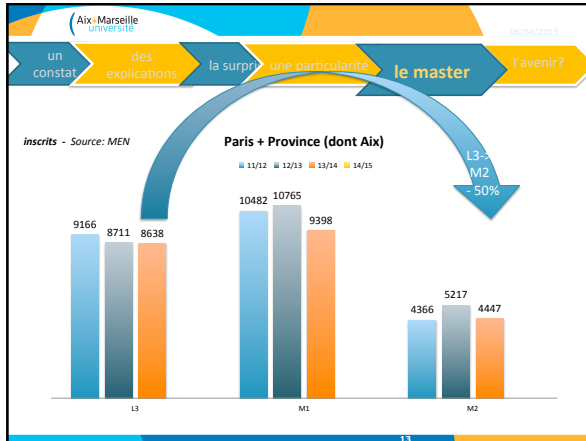 Aix+Marseille
université
06/04/2015
un
constat
des
explications
la surpri
une particularité
le master
l'avenir?
inscrits - Source: MEN
Paris + Province (dont Aix)
11/12 12/13 13/14 14/15
L3->
M2
- 50%
9166 8711 8638
10482 10765 9398
4366 5217 4447
L3 M1 M2
13